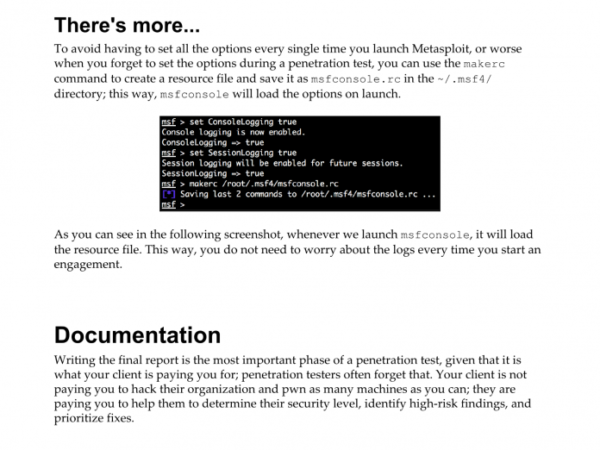 There's more...
To avoid having to set all the options every single time you launch Metasploit, or worse
when you forget to set the options during a penetration test, you can use the makerc
command to create a resource file and save it as msfconsole.rc in the ~/.msf4/
directory; this way, msfconsole will load the options on launch.
msf > set ConsoleLogging true
Console logging is now enabled.
ConsoleLogging => true
msf > set SessionLogging true
Session logging will be enabled for future sessions.
SessionLogging => true
msf > makerc /root/.msf4/msfconsole.rc
[*] Saving last 2 commands to /root/.msf4/msfconsole.rc ...
msf >
As you can see in the following screenshot, whenever we launch msfconsole, it will load
the resource file. This way, you do not need to worry about the logs every time you start an
engagement.
Documentation
Writing the final report is the most important phase of a penetration test, given that it is
what your client is paying you for; penetration testers often forget that. Your client is not
paying you to hack their organization and pwn as many machines as you can; they are
paying you to help them to determine their security level, identify high-risk findings, and
prioritize fixes.